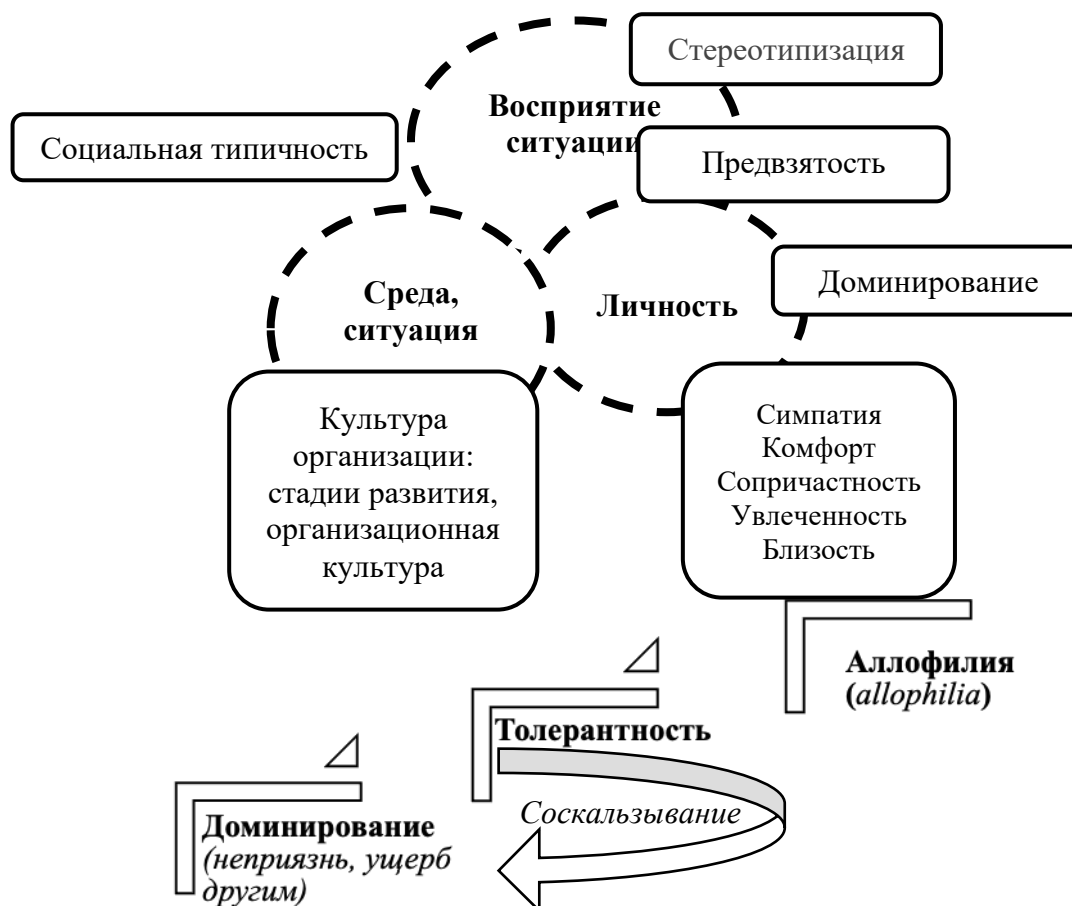 Стереотипизация
Восприятие
ситуации
Социальная типичность
Предвзятость
Среда,
ситуация
Личность
Доминирование
Культура
организации:
стадии развития,
организационная
культура
Симпатия
Комфорт
Сопричастность
Увлеченность
Близость
Аллофилия
(allophilia)
Толерантность
Соскальзывание
Доминирование
(неприязнь, ущерб
другим)